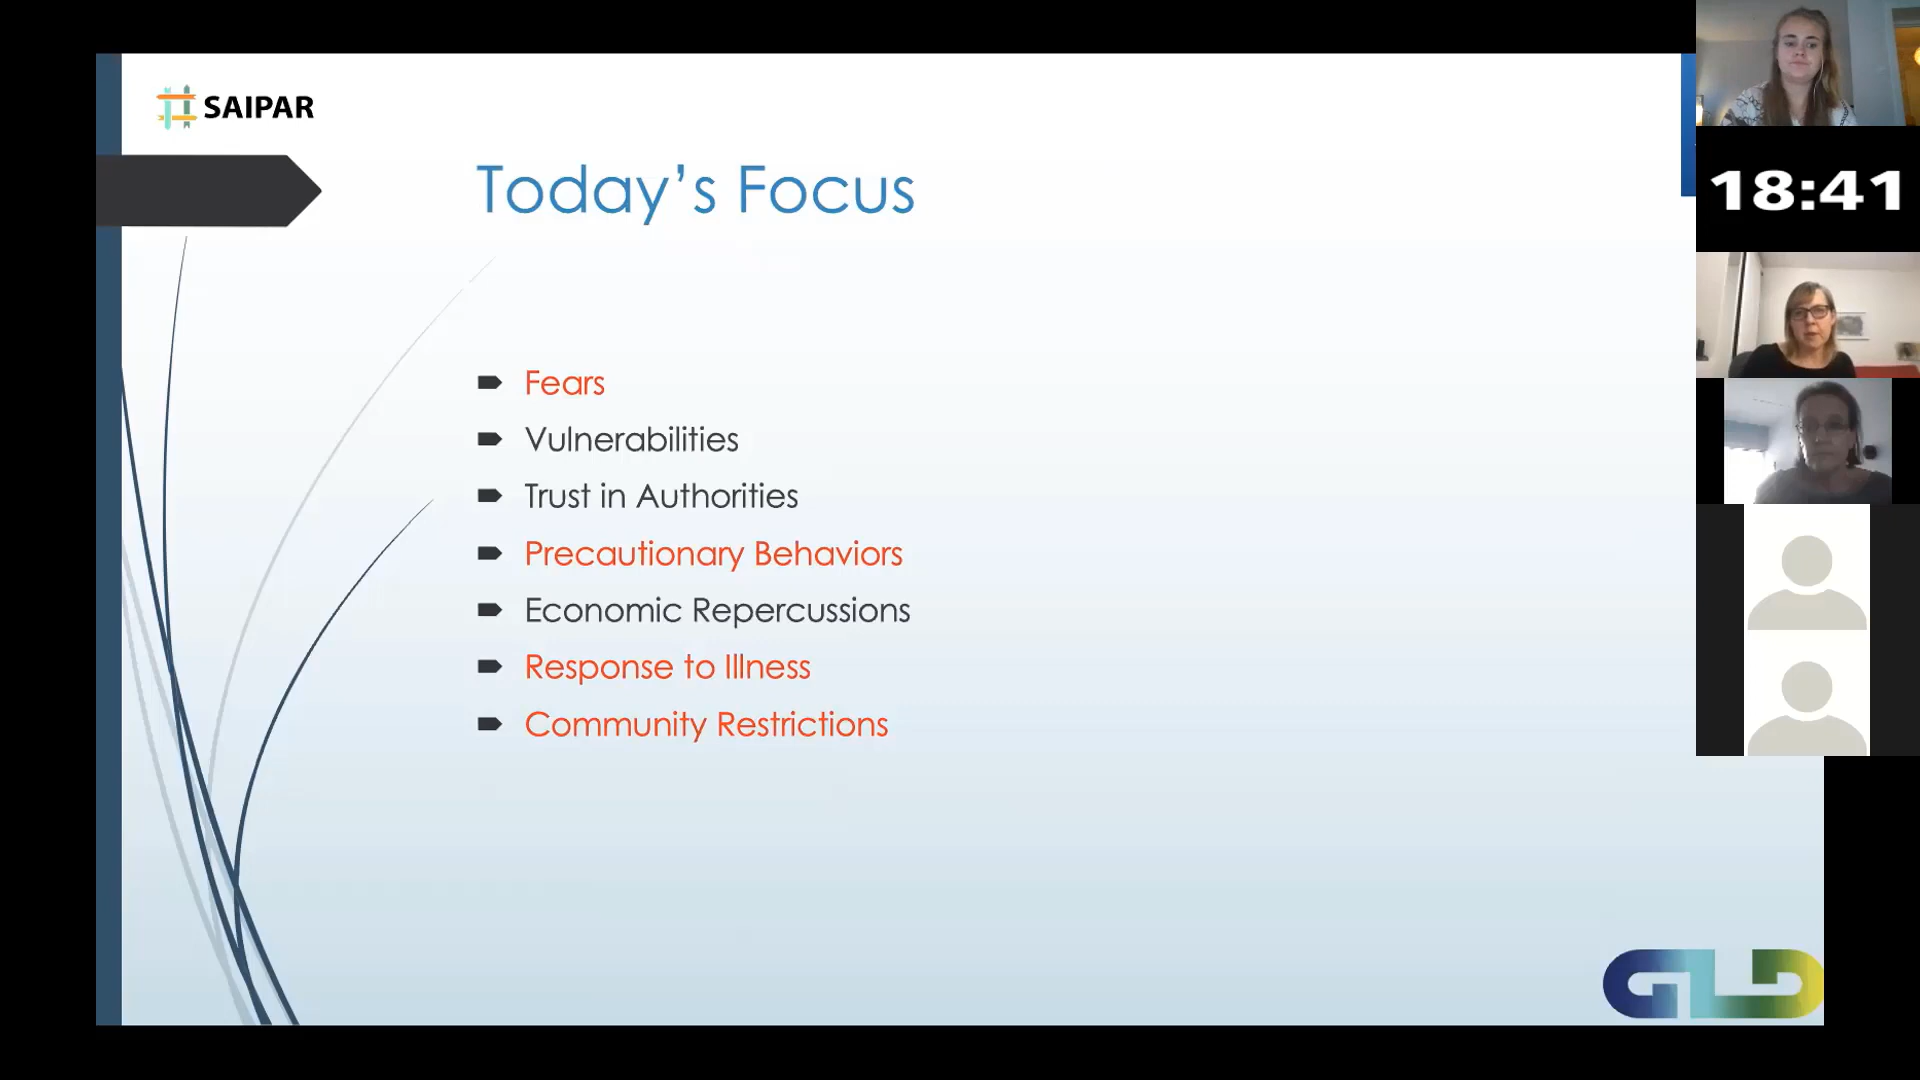 SAIPAR
Today’s Focus
Fears
Vulnerabilities
Trust in Authorities
Precautionary Behaviors
Economic Repercussions
Response to Illness
Community Restrictions
GLD
18:41